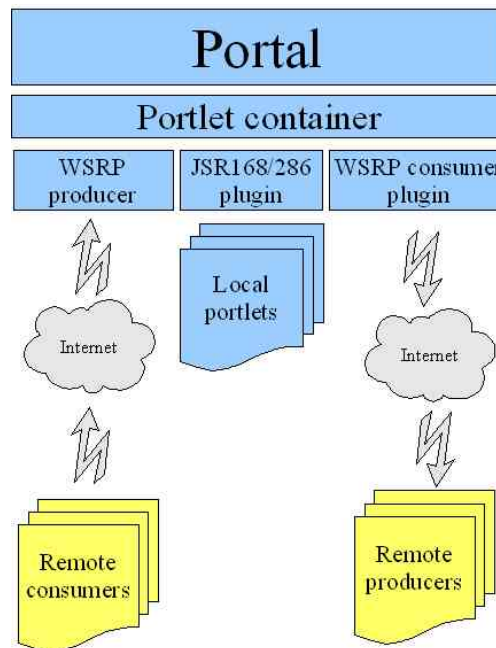 Portal
Portlet container
WSRP
producer
JSR168/286
plugin
WSRP consumer
plugin
Local
portlets
Internet
Internet
Remote
consumers
Remote
producers